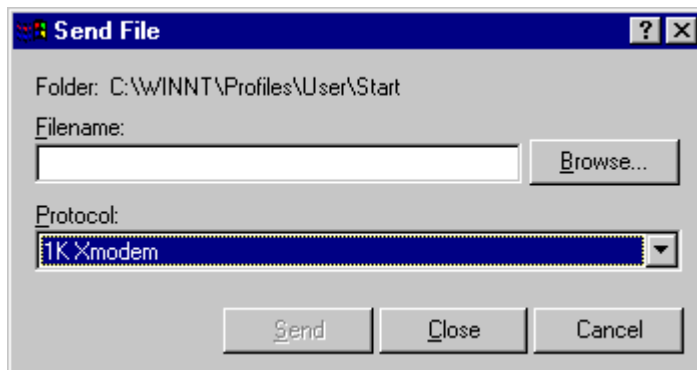 Send File
Folder: C:\WINNT\Profiles\User\Start
Filename:
Browse...
Protocol:
1K Xmodem
Send Close Cancel